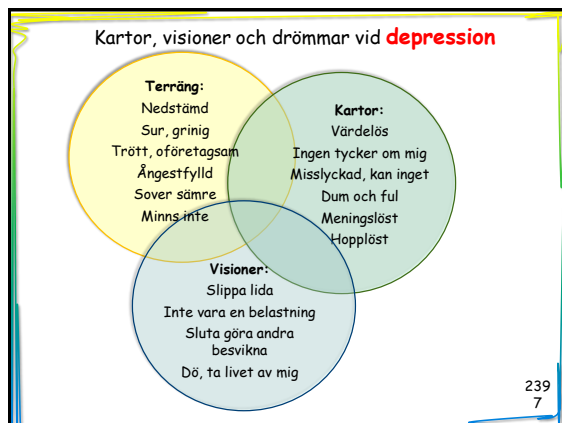 Kartor, visioner och drömmar vid depression
Terräng:
Nedstämd
Sur, grinig
Trött, oföretagsam
Ångestfylld
Sover sämre
Minns inte
Kartor:
Värdelös
Ingen tycker om mig
Misslyckad, kan inget
Dum och ful
Meningslöst
Hopplöst
Visioner:
Slippa lida
Inte vara en belastning
Sluta göra andra
besvikna
Dö, ta livet av mig
239
7